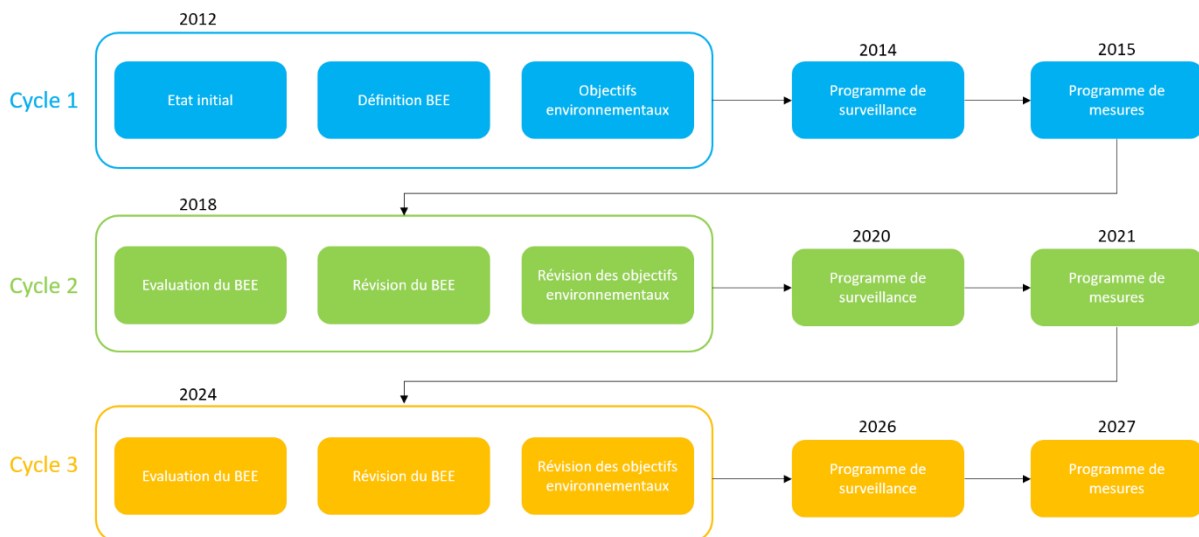 2012
2014
2015
Cycle 1
Etat initial
Définition BEE
Objectifs
environnementaux
Programme de
surveillance
Programme de
mesures
2018
2020
2021
Cycle 2
Evaluation du BEE
Révision du BEE
Révision des objectifs
environnementaux
Programme de
surveillance
Programme de
mesures
2024
2026
2027
Cycle 3
Evaluation du BEE
Révision du BEE
Révision des objectifs
environnementaux
Programme de
surveillance
Programme de
mesures